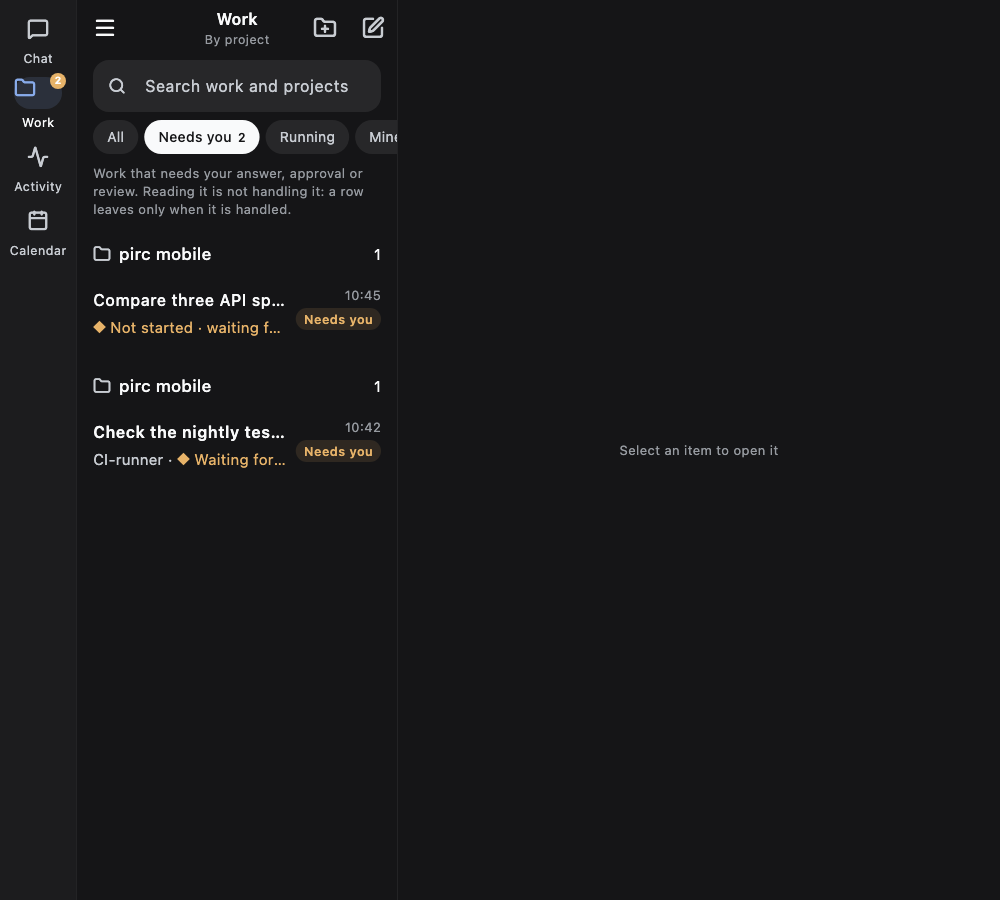 Chat
2
Work
Activity
Calendar
Work
By project
Search work and projects
All
Needs you 2
Running
Mine
Work that needs your answer, approval or
review. Reading it is not handling it: a row
leaves only when it is handled.
pirc mobile 1
Compare three API sp... 10:45
Not started · waiting f... Needs you
pirc mobile 1
Check the nightly tes... 10:42
CI-runner · Waiting for... Needs you
Select an item to open it